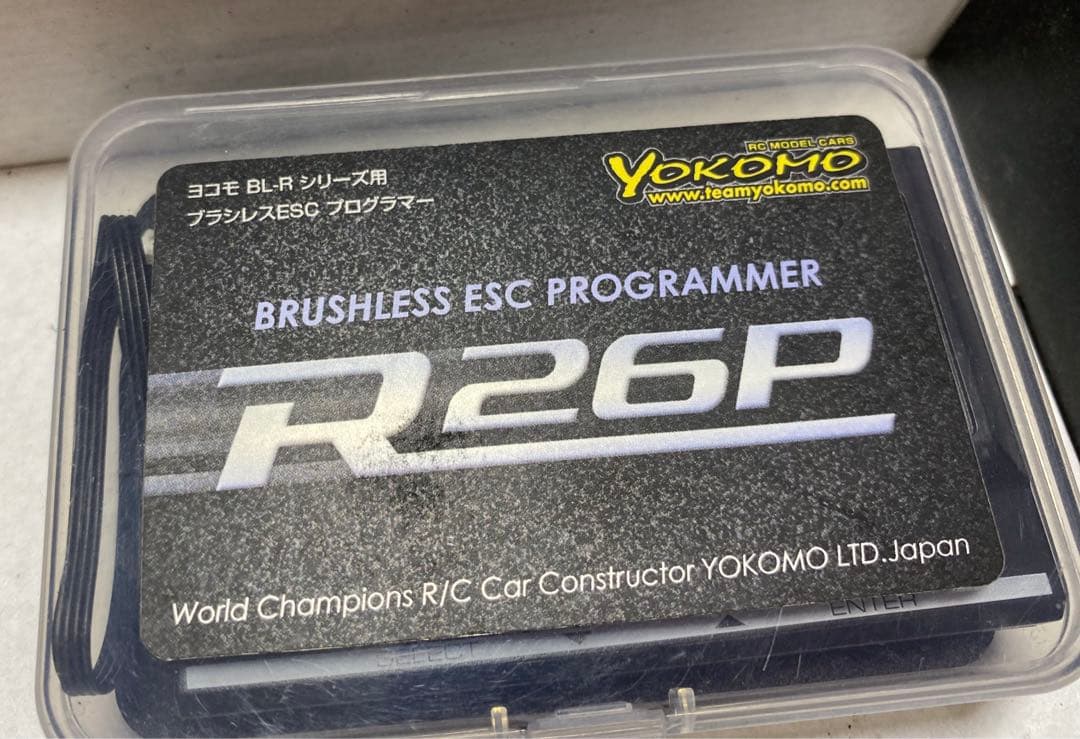 ヨコモ BL-R シリーズ用
ブラシレスESC プログラマー
RC MODEL CARS
YOKOMO
www.teamyokomo.com
BRUSHLESS ESC PROGRAMMER
R26P
World Champions R/C Car Constructor YOKOMO LTD.Japan
SELECT ▼ ▲ ENTER